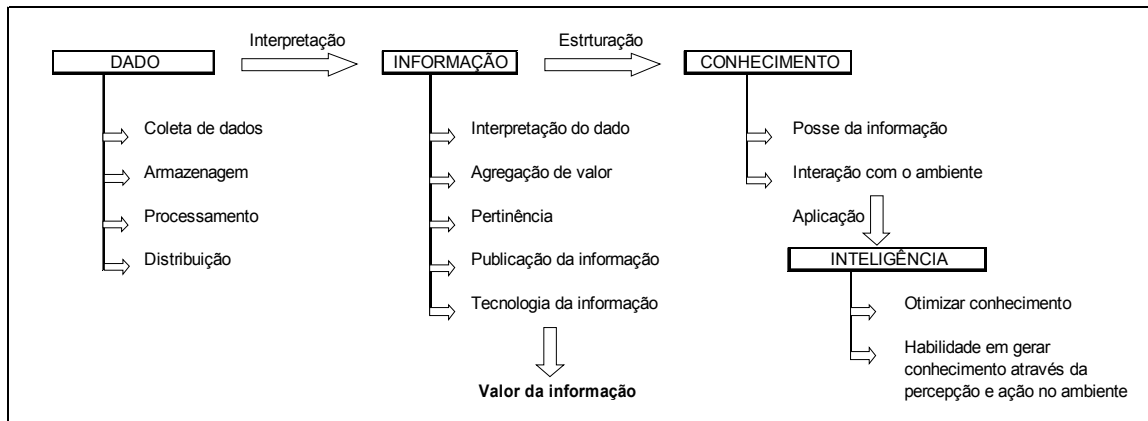 Interpretação
Estrturação
DADO
INFORMAÇÃO
CONHECIMENTO
Coleta de dados
Armazenagem
Processamento
Distribuição
Interpretação do dado
Agregação de valor
Pertinência
Publicação da informação
Tecnologia da informação
Valor da informação
Posse da informação
Interação com o ambiente
Aplicação
INTELIGÊNCIA
Otimizar conhecimento
Habilidade em gerar
conhecimento através da
percepção e ação no ambiente